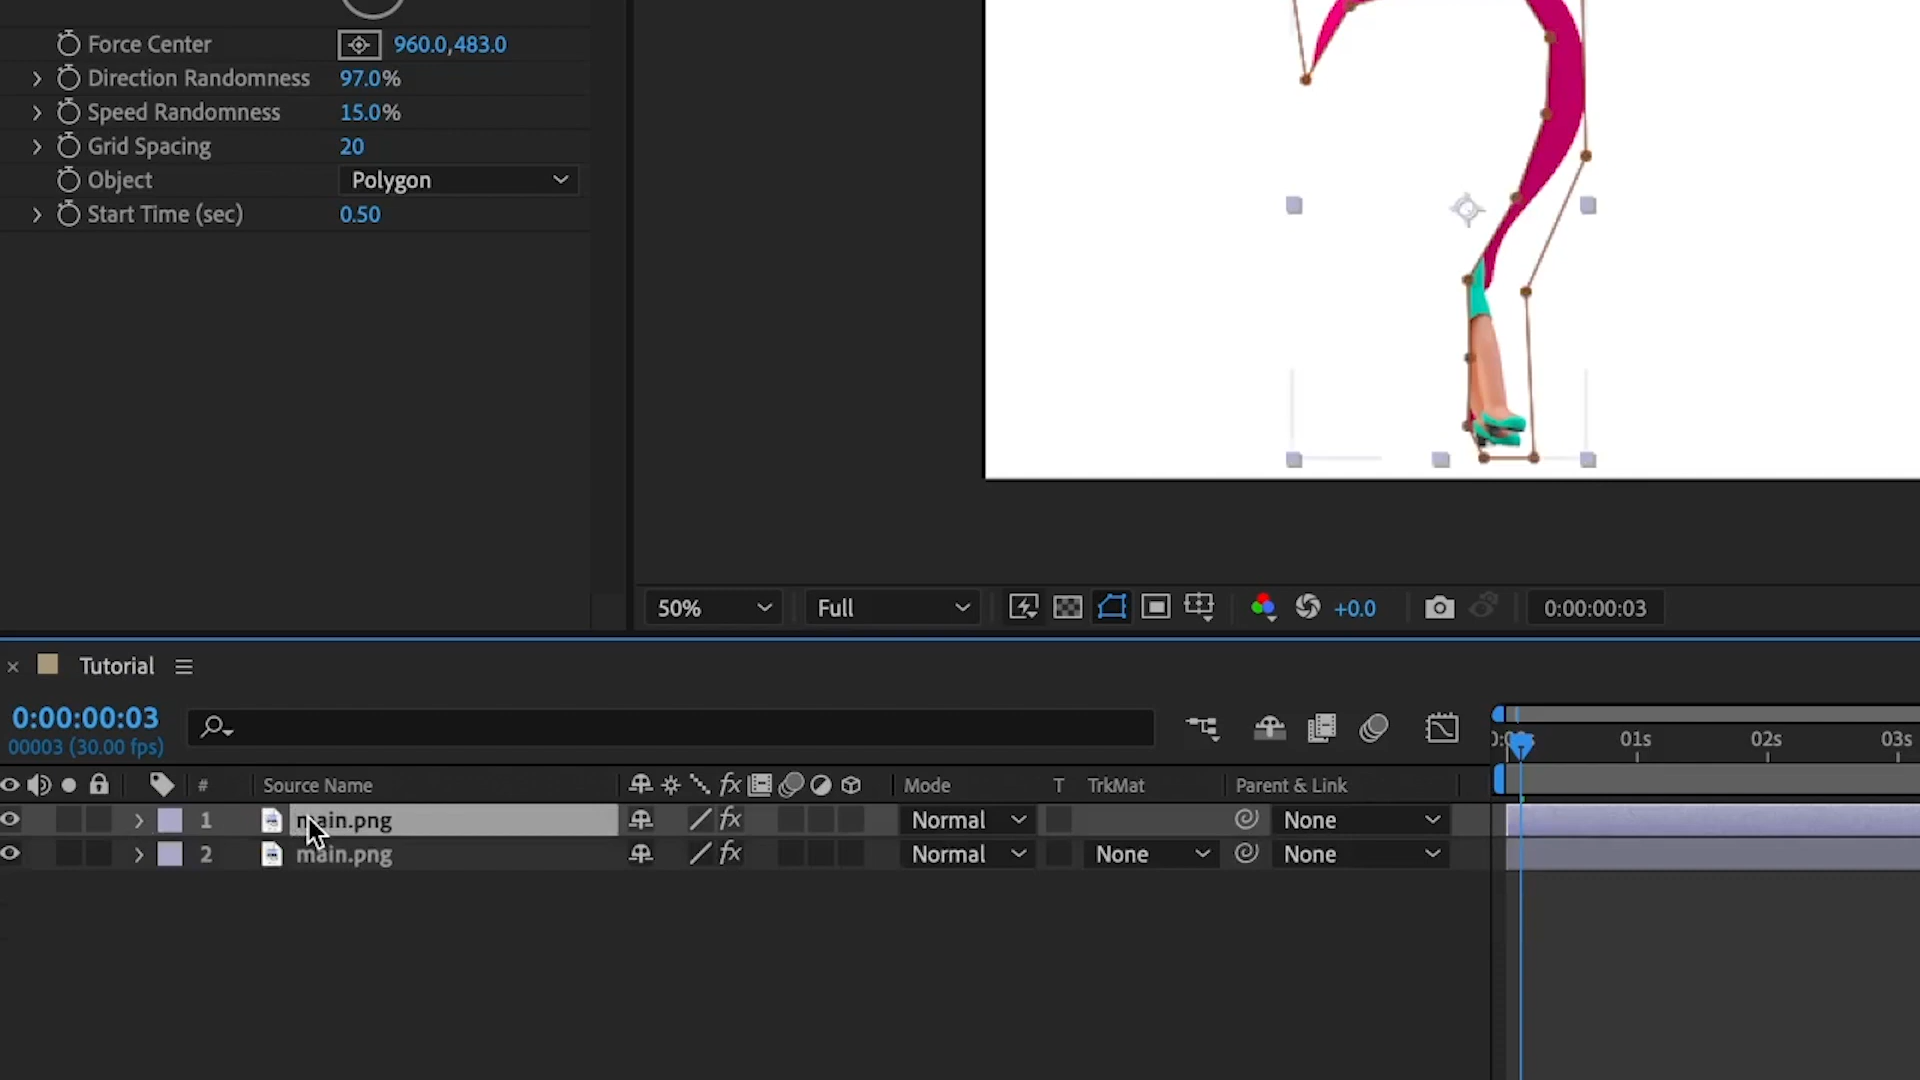 Force Center 960.0,483.0
Direction Randomness 97.0%
Speed Randomness 15.0%
Grid Spacing 20
Object Polygon
Start Time (sec) 0.50
50% Full +0.0 0:00:00:03
Tutorial
0:00:00:03
00003 (30.00 fps)
01s 02s 03s
# Source Name fx Mode T TrkMat Parent & Link
1 main.png fx Normal None
2 main.png fx Normal None None